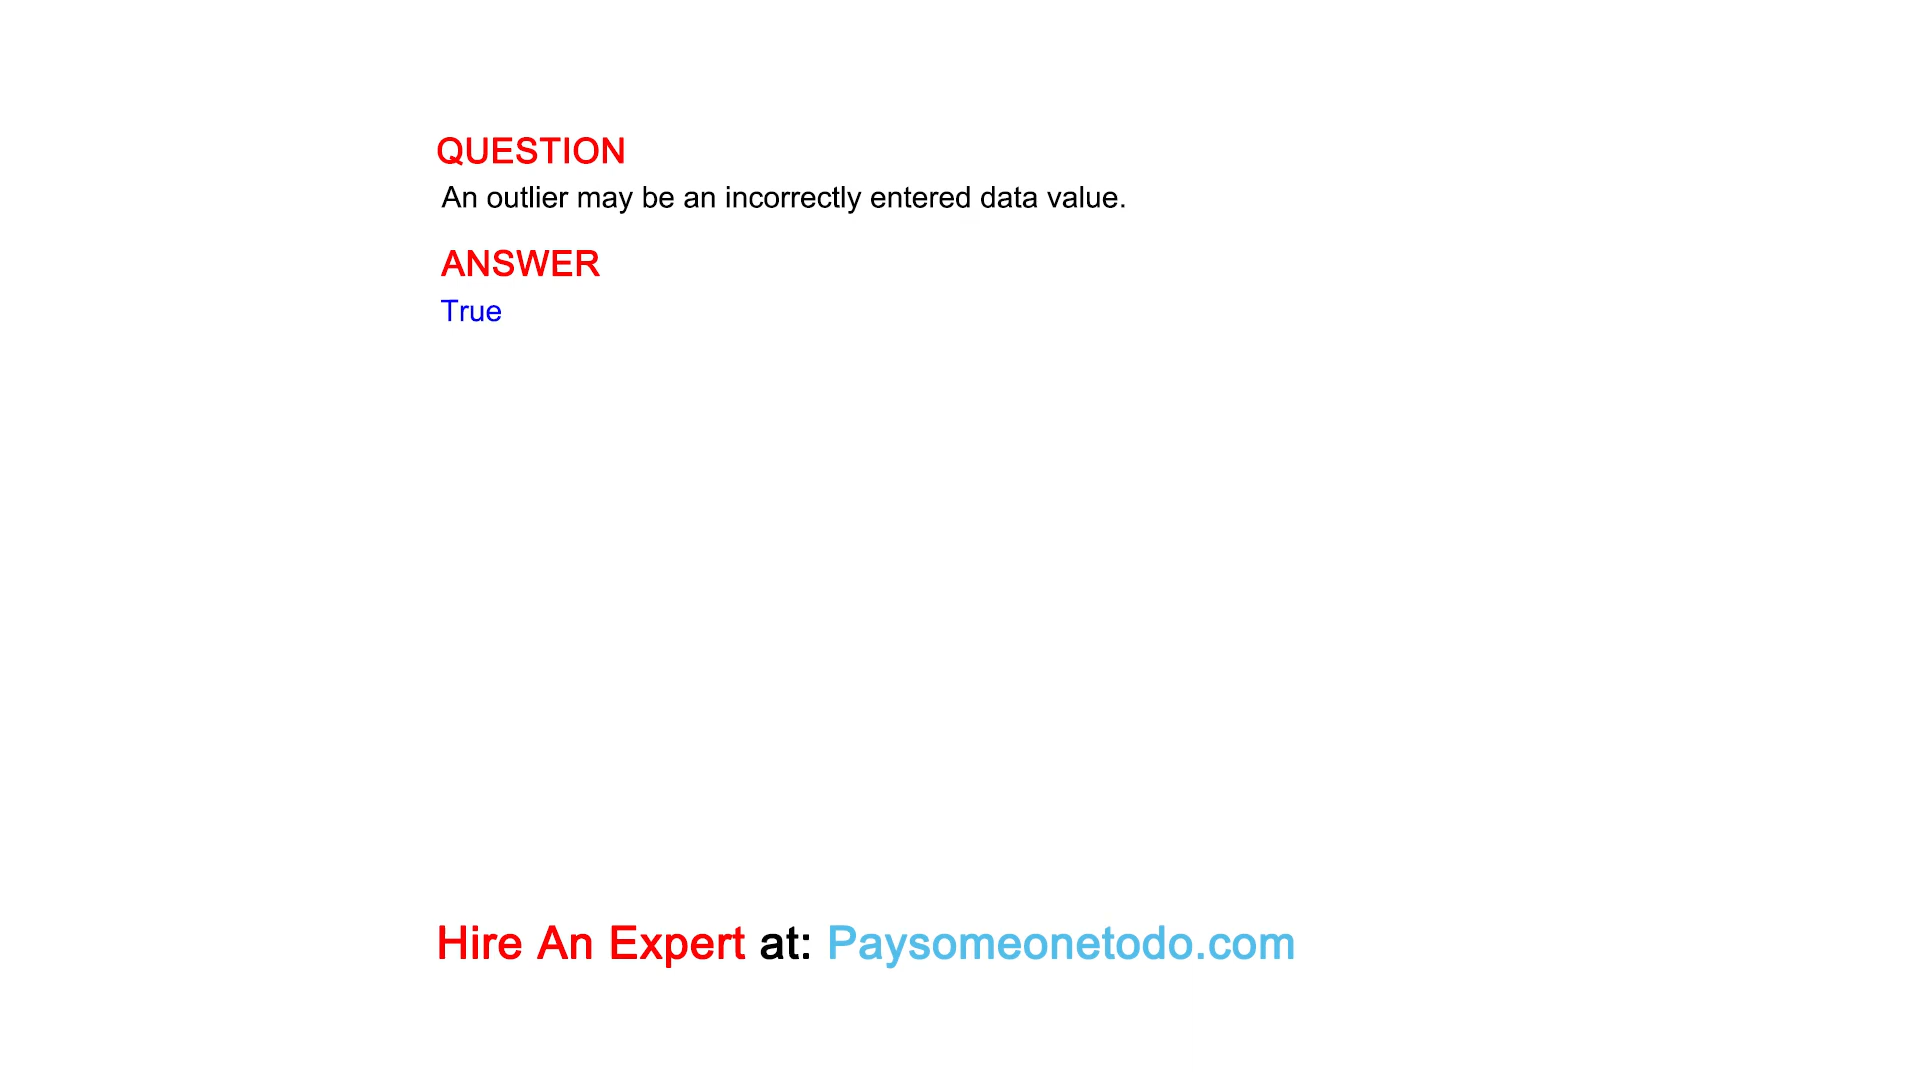 QUESTION
An outlier may be an incorrectly entered data value.
ANSWER
True
Hire An Expert at: Paysomeonetodo.com